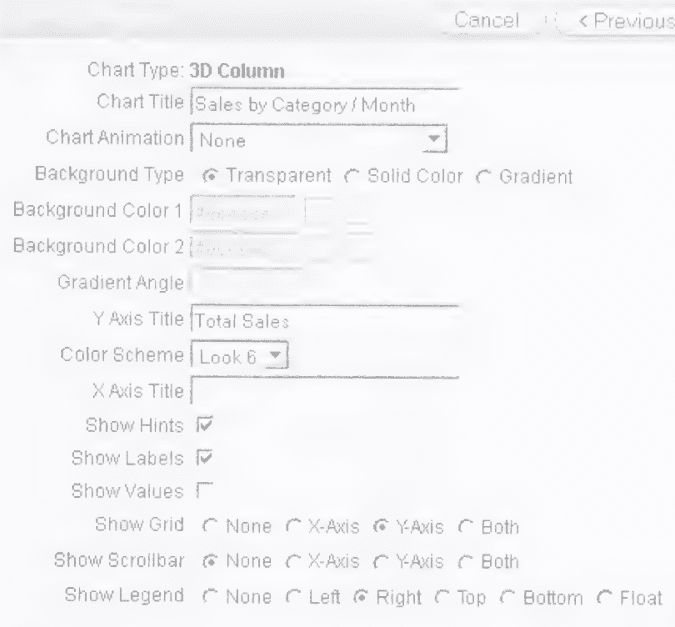 Cancel < Previous
Chart Type: 3D Column
Chart Title Sales by Category / Month
Chart Animation None
Background Type Transparent Solid Color Gradient
Background Color 1
Background Color 2
Gradient Angle
Y Axis Title Total Sales
Color Scheme Look 6
X Axis Title
Show Hints
Show Labels
Show Values
Show Grid None X-Axis Y-Axis Both
Show Scrollbar None X-Axis Y-Axis Both
Show Legend None Left Right Top Bottom Float